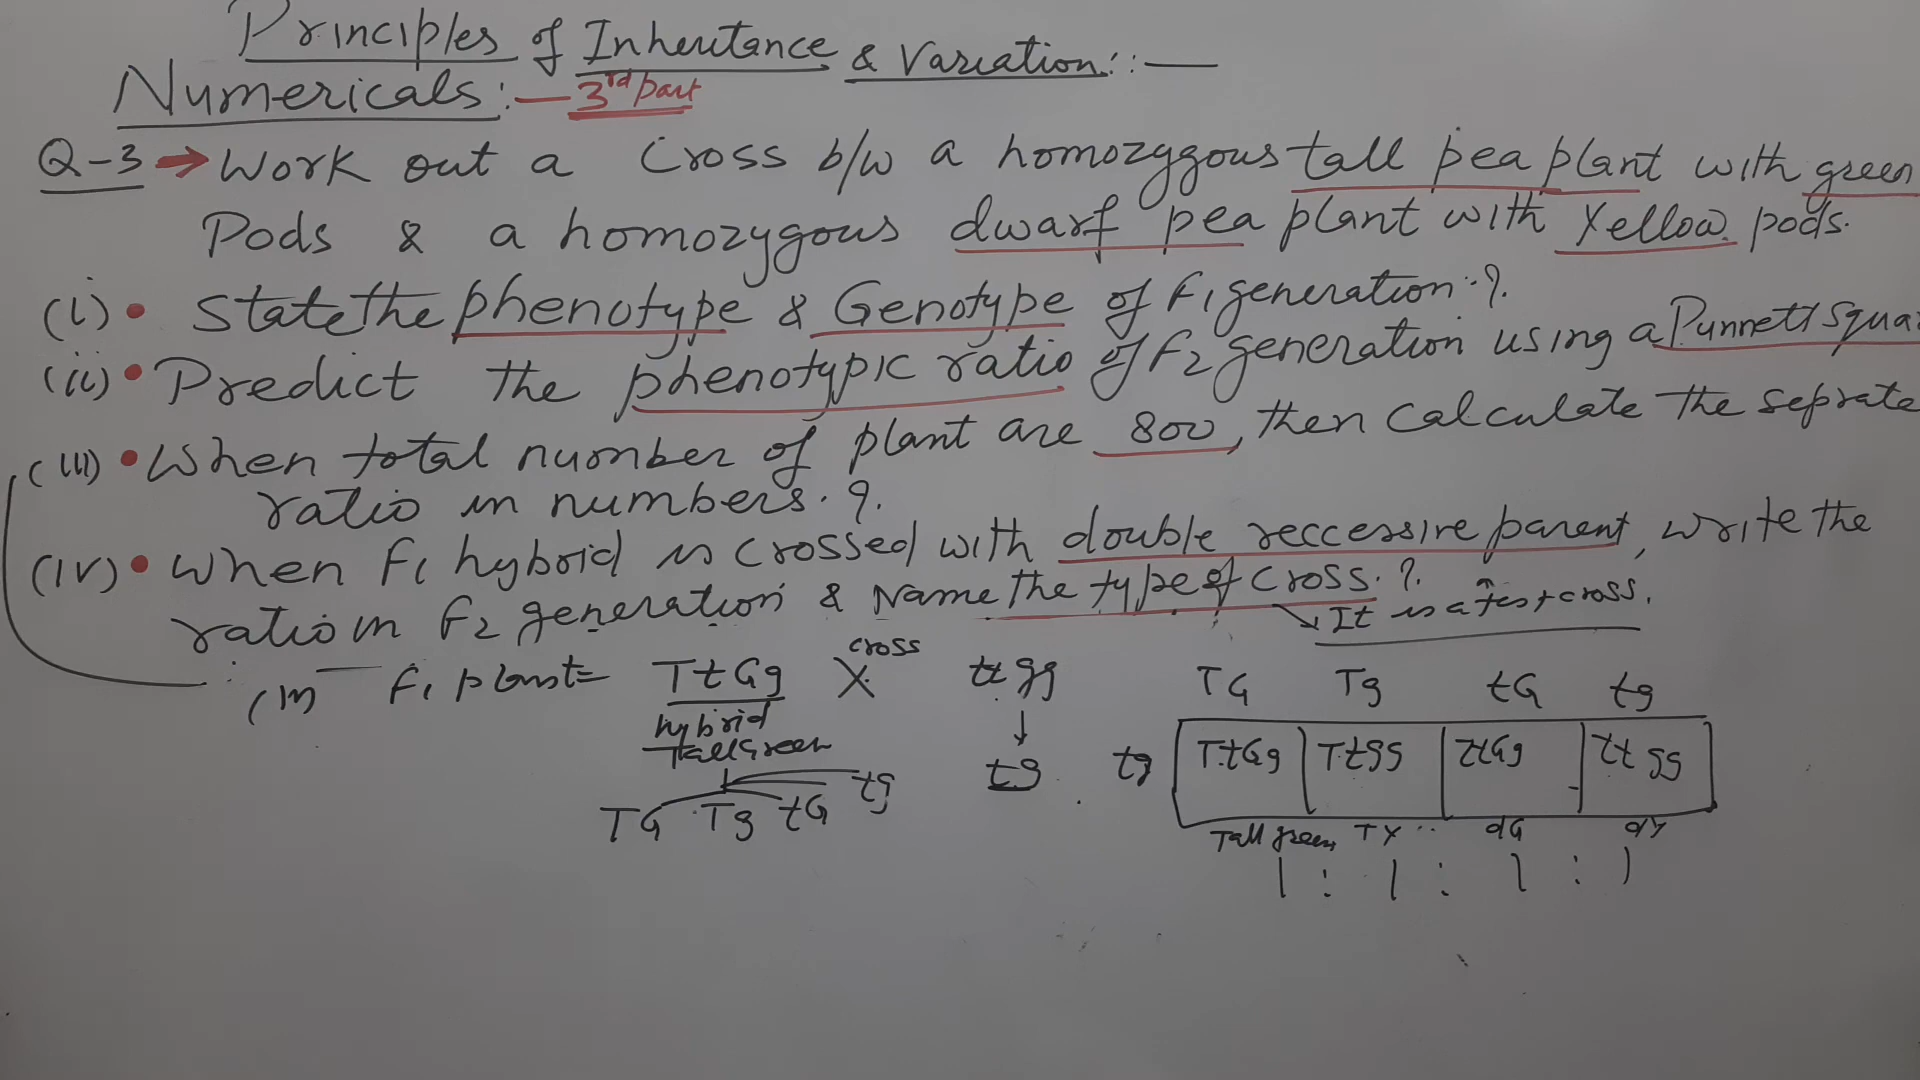 Principles of Inheritance & Variation::—
Numericals:— 3rd part
Q-3 → Work out a Cross b/w a homozygous tall pea plant with green
Pods & a homozygous dwarf pea plant with Yellow pods.
(i) • State the phenotype & Genotype of F1 generation.?
(ii) • Predict the phenotypic ratio of F2 generation using a Punnett Squa
(iii) • When total number of plant are 800, then calculate the seprate
ratio in numbers.?
(iv) • When F1 hybrid is crossed with double reccessive parent, write the
ratio in F2 generation & Name the type of cross.?
It is a test cross.
F1 plant = TtGg X cross tt gg
hybrid
Tall Green
TG Tg tG tg
tg
TG Tg tG tg
tg TtGg Ttgg ttGg ttgg
Tall green TY dG dY
1 : 1 : 1 : 1